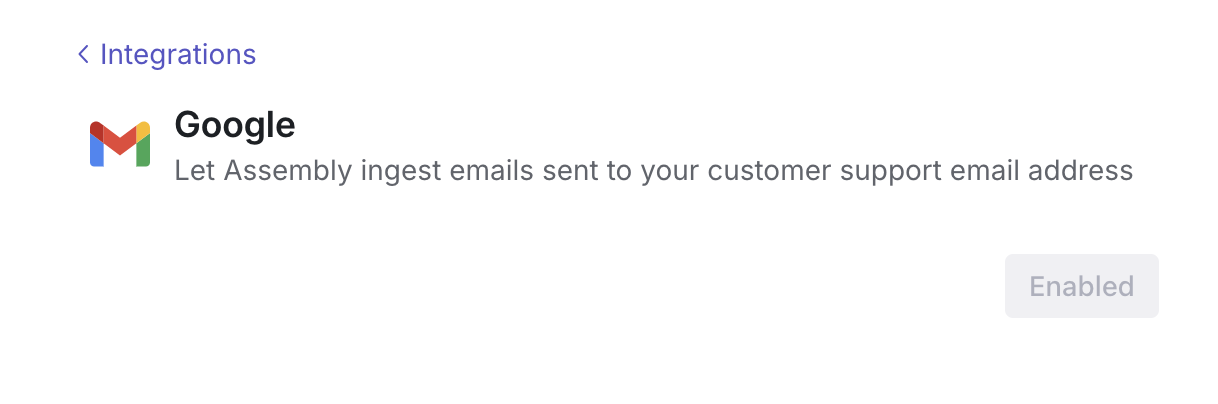 Integrations
Google
Let Assembly ingest emails sent to your customer support email address
Enabled